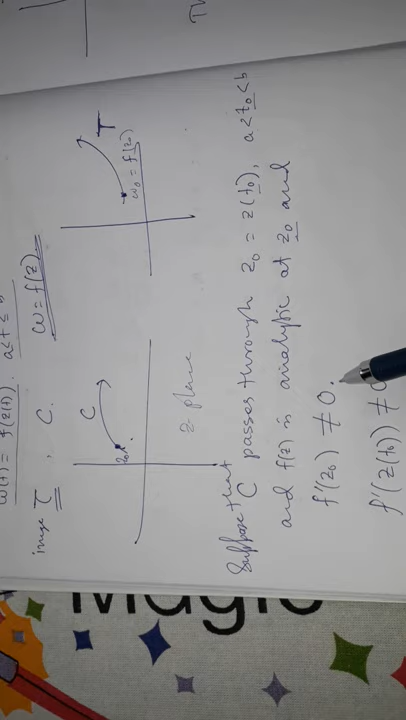 w(t) = f(z(t)), a ≤ t ≤ b
image T, C.
w = f(z)
C
z₀
z plane
T
w₀ = f(z₀)
Suppose that
C passes through z₀ = z(t₀), a < t₀ < b
and f(z) is analytic at z₀ and
f'(z₀) ≠ 0.
f'(z(t₀)) ≠ 0
Magic